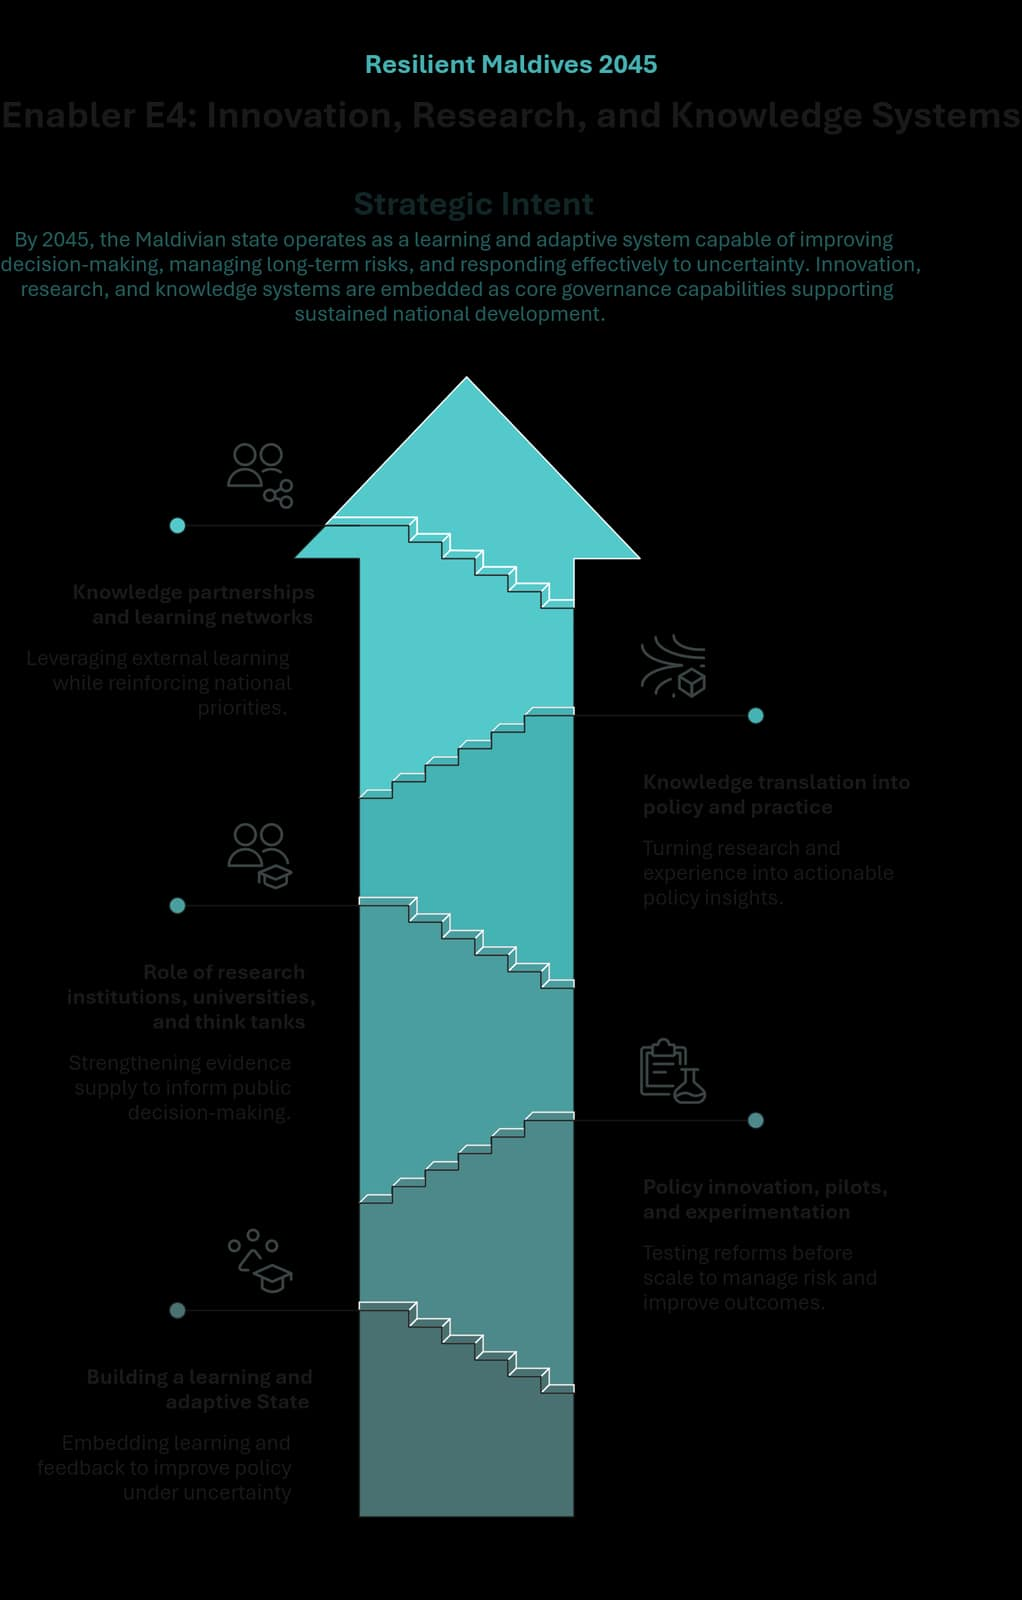 Resilient Maldives 2045
Enabler E4: Innovation, Research, and Knowledge Systems
Strategic Intent
By 2045, the Maldivian state operates as a learning and adaptive system capable of improving
decision-making, managing long-term risks, and responding effectively to uncertainty. Innovation,
research, and knowledge systems are embedded as core governance capabilities supporting
sustained national development.
Knowledge partnerships
and learning networks
Leveraging external learning
while reinforcing national
priorities.
Knowledge translation into
policy and practice
Turning research and
experience into actionable
policy insights.
Role of research
institutions, universities,
and think tanks
Strengthening evidence
supply to inform public
decision-making.
Policy innovation, pilots,
and experimentation
Testing reforms before
scale to manage risk and
improve outcomes.
Building a learning and
adaptive State
Embedding learning and
feedback to improve policy
under uncertainty